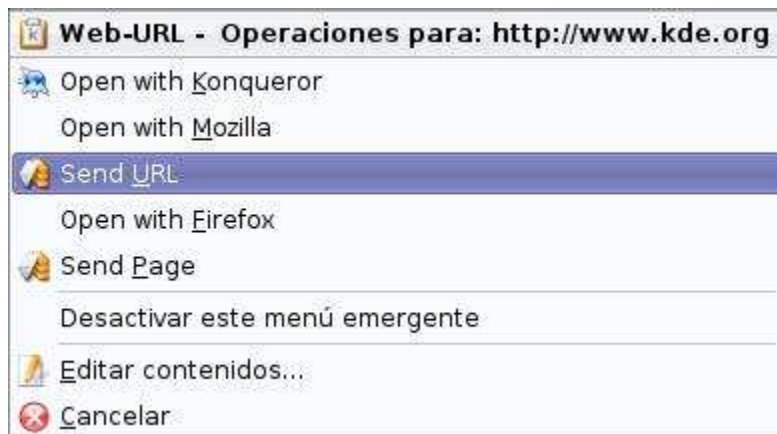 Web-URL - Operaciones para: http://www.kde.org
Open with Konqueror
Open with Mozilla
Send URL
Open with Firefox
Send Page
Desactivar este menú emergente
Editar contenidos...
Cancelar